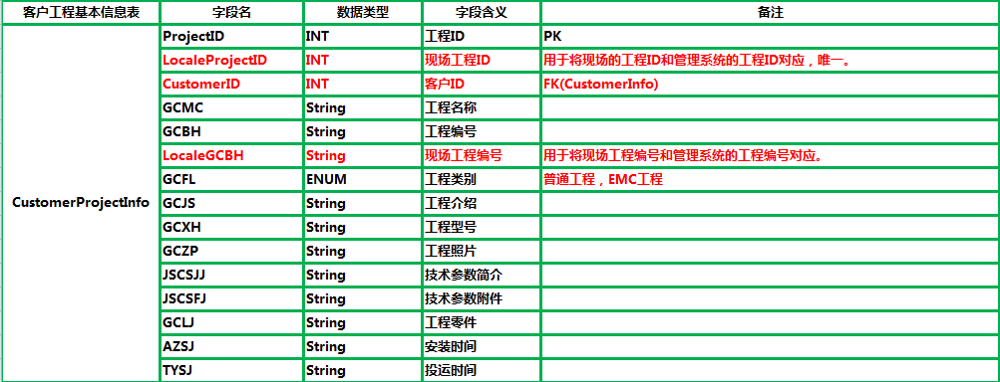 客户工程基本信息表 字段名 数据类型 字段含义 备注
ProjectID INT 工程ID PK
LocaleProjectID INT 现场工程ID 用于将现场的工程ID和管理系统的工程ID对应，唯一。
CustomerID INT 客户ID FK(CustomerInfo)
GCMC String 工程名称
GCBH String 工程编号
LocaleGCBH String 现场工程编号 用于将现场工程编号和管理系统的工程编号对应。
GCFL ENUM 工程类别 普通工程，EMC工程
CustomerProjectInfo GCJS String 工程介绍
GCXH String 工程型号
GCZP String 工程照片
JSCSJJ String 技术参数简介
JSCSFJ String 技术参数附件
GCLJ String 工程零件
AZSJ String 安装时间
TYSJ String 投运时间